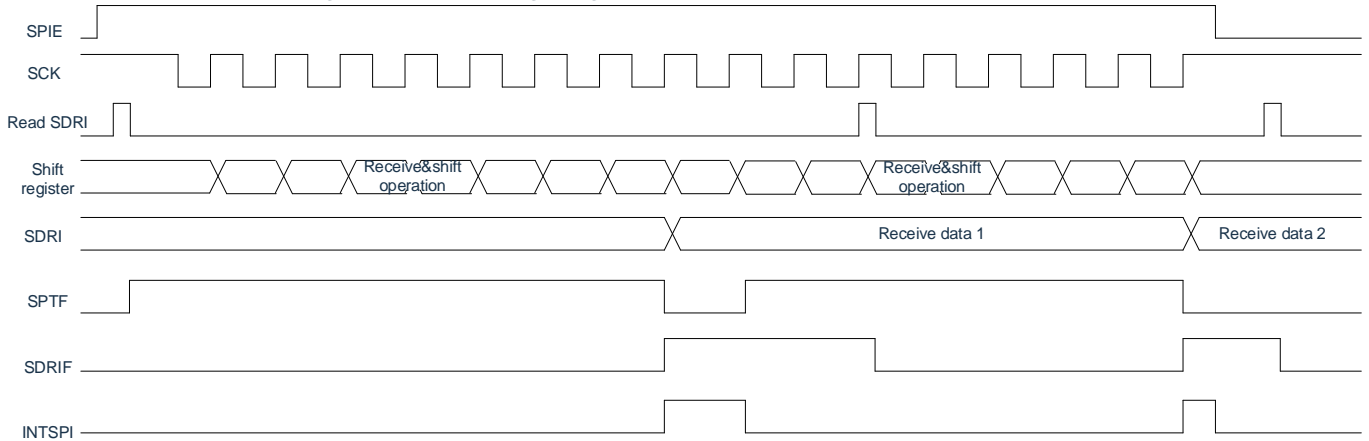 SPIE
SCK
Read SDRI
Shift
register
Receive&shift
operation
Receive&shift
operation
SDRI
Receive data 1
Receive data 2
SPTF
SDRIF
INTSPI